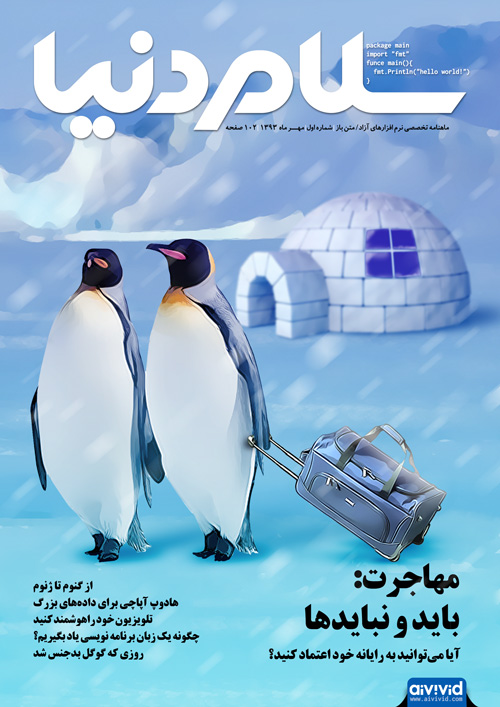 سلام دنیا
package main
import "fmt"
funce main(){
fmt.Println("hello world!")
}
ماهنامه تخصصی نرم افزارهای آزاد/متن باز شماره اول مهر ماه ۱۳۹۳ ۱۰۲ صفحه
مهاجرت:
باید و نبایدها
آیا می‌توانید به رایانه خود اعتماد کنید؟
از گنوم تا ژنوم
هادوپ آپاچی برای داده‌های بزرگ
تلویزیون خود را هوشمند کنید
چگونه یک زبان برنامه نویسی یاد بگیریم؟
روزی که گوگل بدجنس شد
aivivid
www.aivivid.com